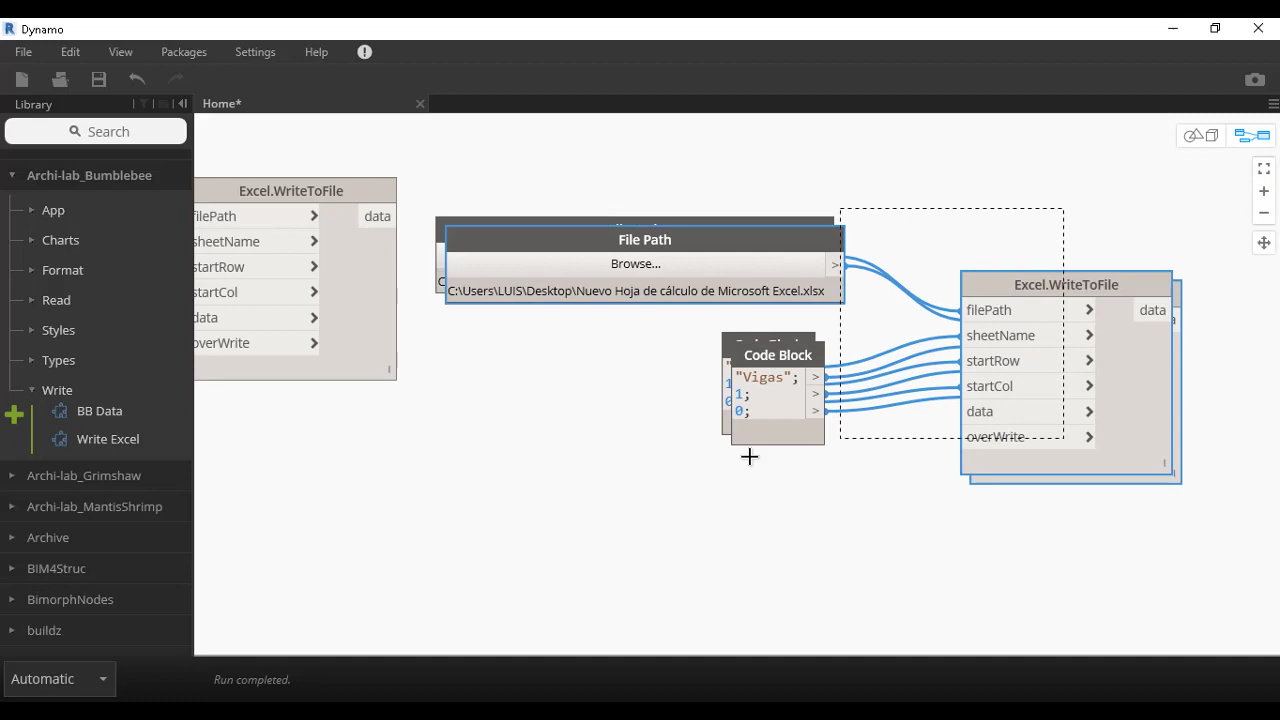 Dynamo
File Edit View Packages Settings Help
Library
Home*
Search
Archi-lab_Bumblebee
App
Charts
Format
Read
Styles
Types
Write
BB Data
Write Excel
Archi-lab_Grimshaw
Archi-lab_MantisShrimp
Archive
BIM4Struc
BimorphNodes
buildz
Excel.WriteToFile
filePath > data
sheetName >
startRow >
startCol >
data >
overWrite >
File Path
Browse... >
C:\Users\LUIS\Desktop\Nuevo Hoja de cálculo de Microsoft Excel.xlsx
Code Block
"Vigas"; >
1; >
0; >
Excel.WriteToFile
filePath > data
sheetName >
startRow >
startCol >
data >
overWrite >
Automatic
Run completed.